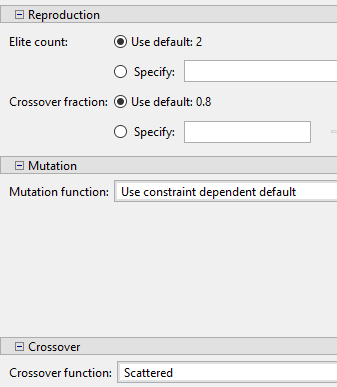 Reproduction
Elite count: Use default: 2
Specify:
Crossover fraction: Use default: 0.8
Specify:
Mutation
Mutation function: Use constraint dependent default
Crossover
Crossover function: Scattered